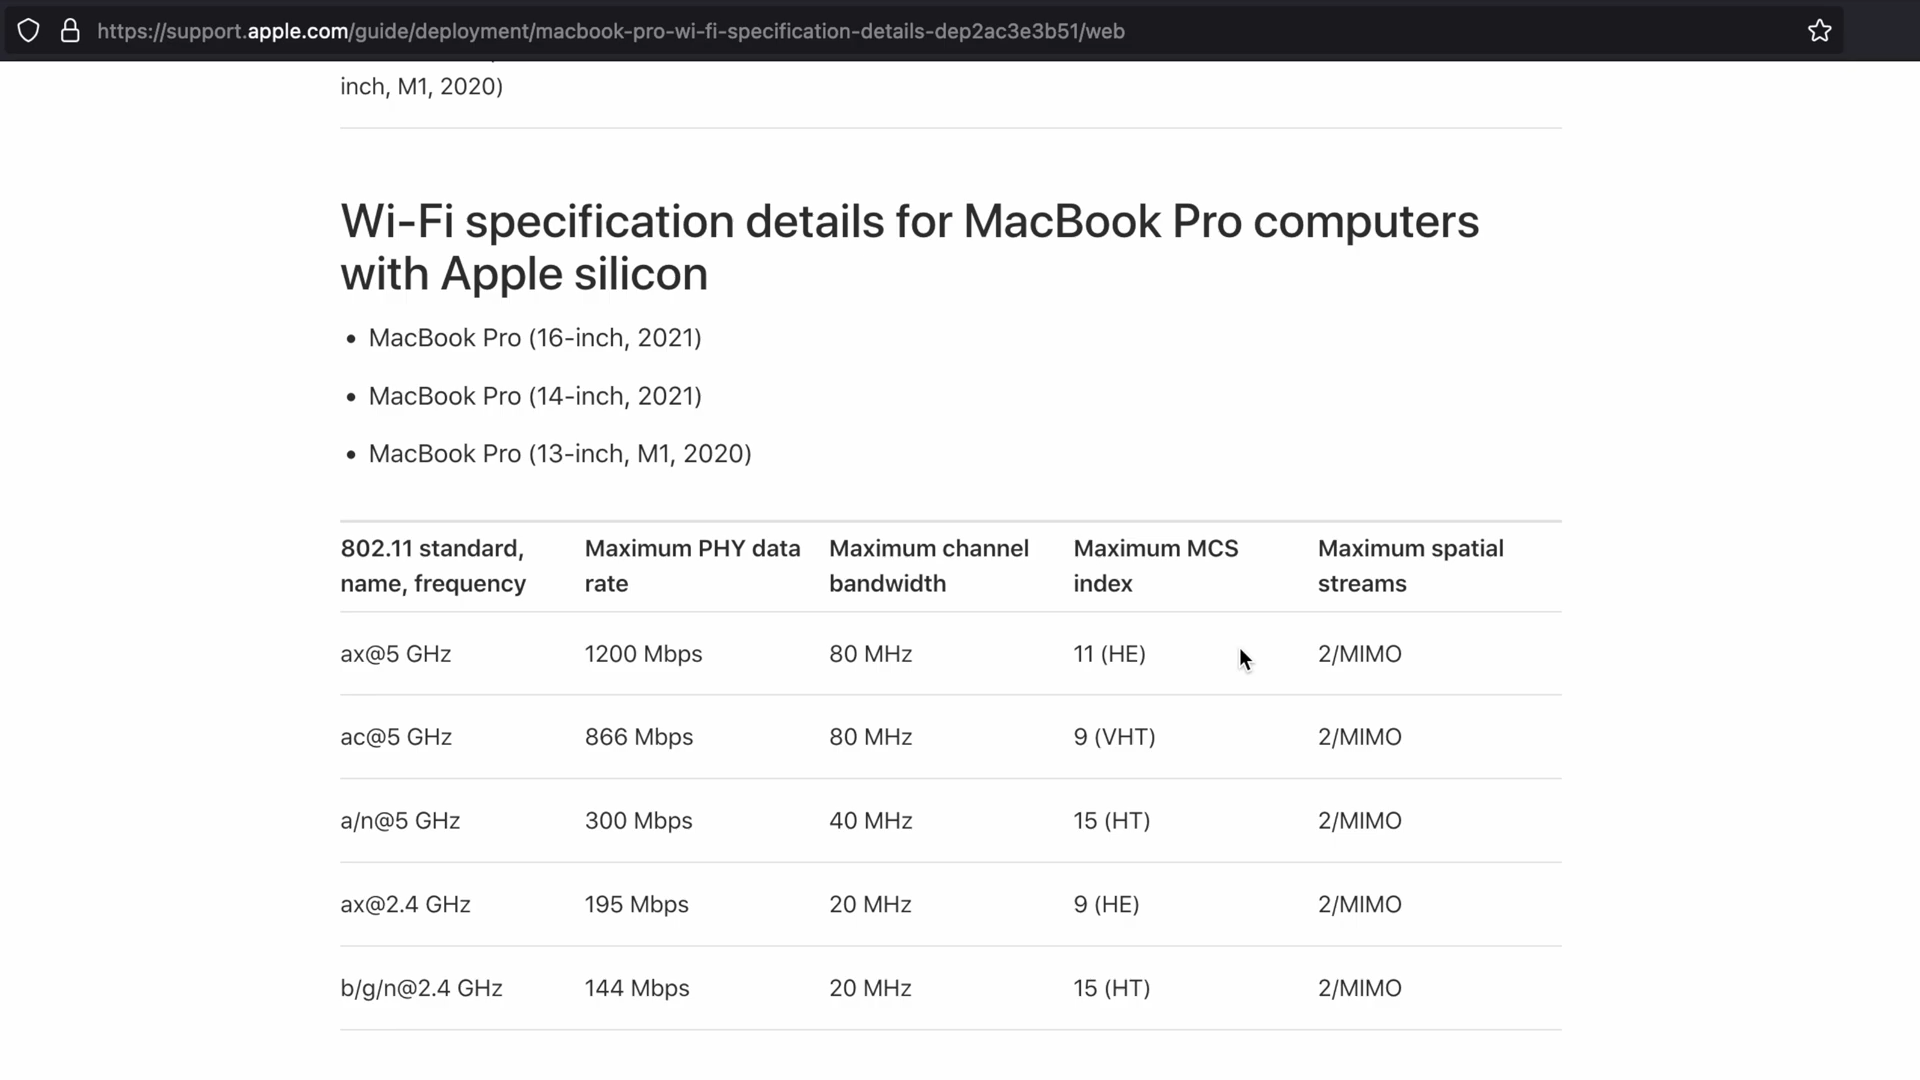 https://support.apple.com/guide/deployment/macbook-pro-wi-fi-specification-details-dep2ac3e3b51/web
inch, M1, 2020)
Wi-Fi specification details for MacBook Pro computers
with Apple silicon
• MacBook Pro (16-inch, 2021)
• MacBook Pro (14-inch, 2021)
• MacBook Pro (13-inch, M1, 2020)
802.11 standard, name, frequency Maximum PHY data rate Maximum channel bandwidth Maximum MCS index Maximum spatial streams
ax@5 GHz 1200 Mbps 80 MHz 11 (HE) 2/MIMO
ac@5 GHz 866 Mbps 80 MHz 9 (VHT) 2/MIMO
a/n@5 GHz 300 Mbps 40 MHz 15 (HT) 2/MIMO
ax@2.4 GHz 195 Mbps 20 MHz 9 (HE) 2/MIMO
b/g/n@2.4 GHz 144 Mbps 20 MHz 15 (HT) 2/MIMO